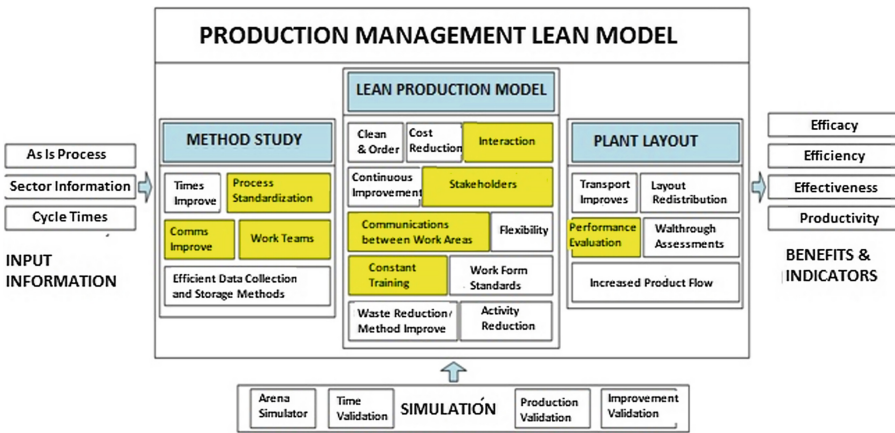 PRODUCTION MANAGEMENT LEAN MODEL
LEAN PRODUCTION MODEL
METHOD STUDY
PLANT LAYOUT
As Is Process
Sector Information
Cycle Times
INPUT
INFORMATION
Times
Improve
Process
Standardization
Comms
Improve
Work Teams
Efficient Data Collection
and Storage Methods
Clean
& Order
Cost
Reduction
Interaction
Continuous
Improvement
Stakeholders
Communications
between Work Areas
Flexibility
Constant
Training
Work Form
Standards
Waste Reduction/
Method Improve
Activity
Reduction
Transport
Improves
Layout
Redistribution
Performance
Evaluation
Walthrough
Assessments
Increased Product Flow
Efficacy
Efficiency
Effectiveness
Productivity
BENEFITS &
INDICATORS
Arena
Simulator
Time
Validation
SIMULATION
Production
Validation
Improvement
Validation